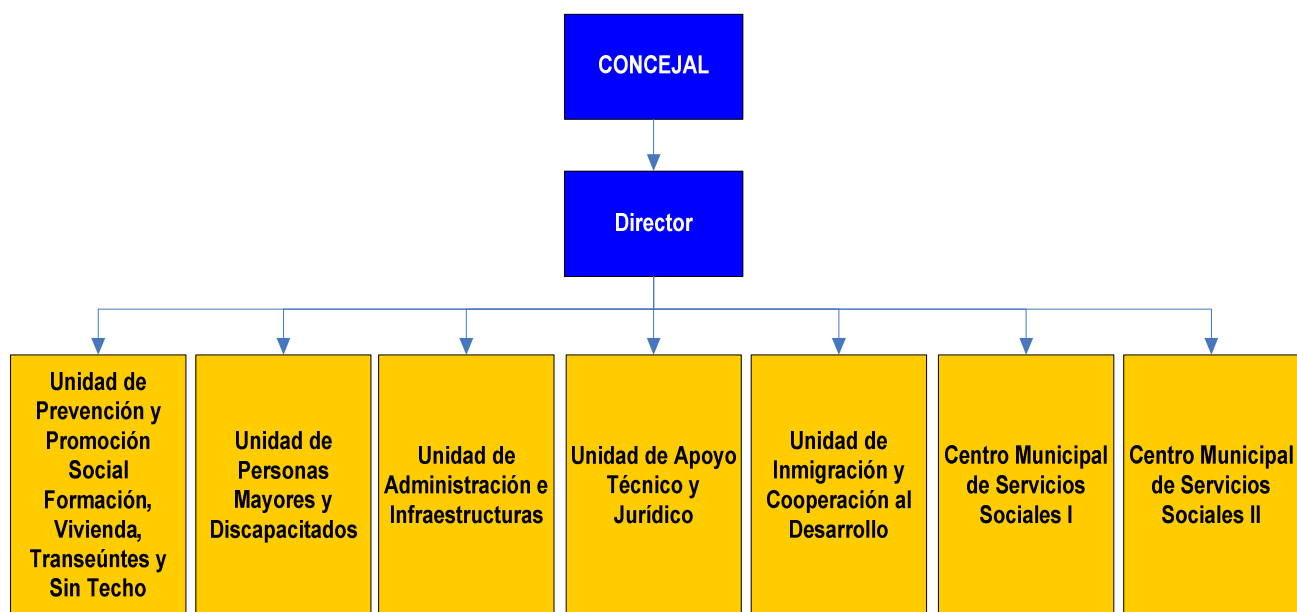 CONCEJAL
Director
Unidad de
Prevención y
Promoción
Social
Formación,
Vivienda,
Transeúntes y
Sin Techo
Unidad de
Personas
Mayores y
Discapacitados
Unidad de
Administración e
Infraestructuras
Unidad de Apoyo
Técnico y
Jurídico
Unidad de
Inmigración y
Cooperación al
Desarrollo
Centro Municipal
de Servicios
Sociales I
Centro Municipal
de Servicios
Sociales II